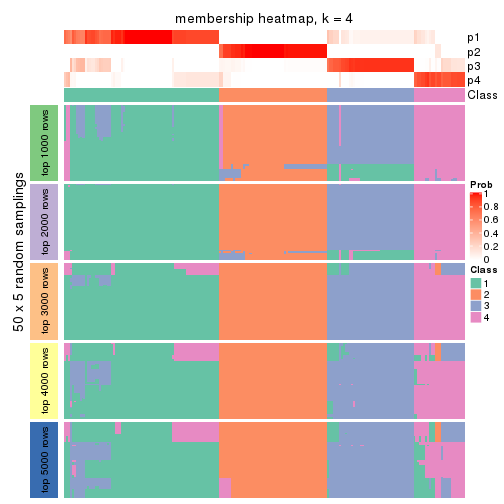 membership heatmap, k = 4
p1
p2
p3
p4
Class
50 x 5 random samplings
top 1000 rows
top 2000 rows
top 3000 rows
top 4000 rows
top 5000 rows
Prob
1
0.8
0.6
0.4
0.2
0
Class
1
2
3
4